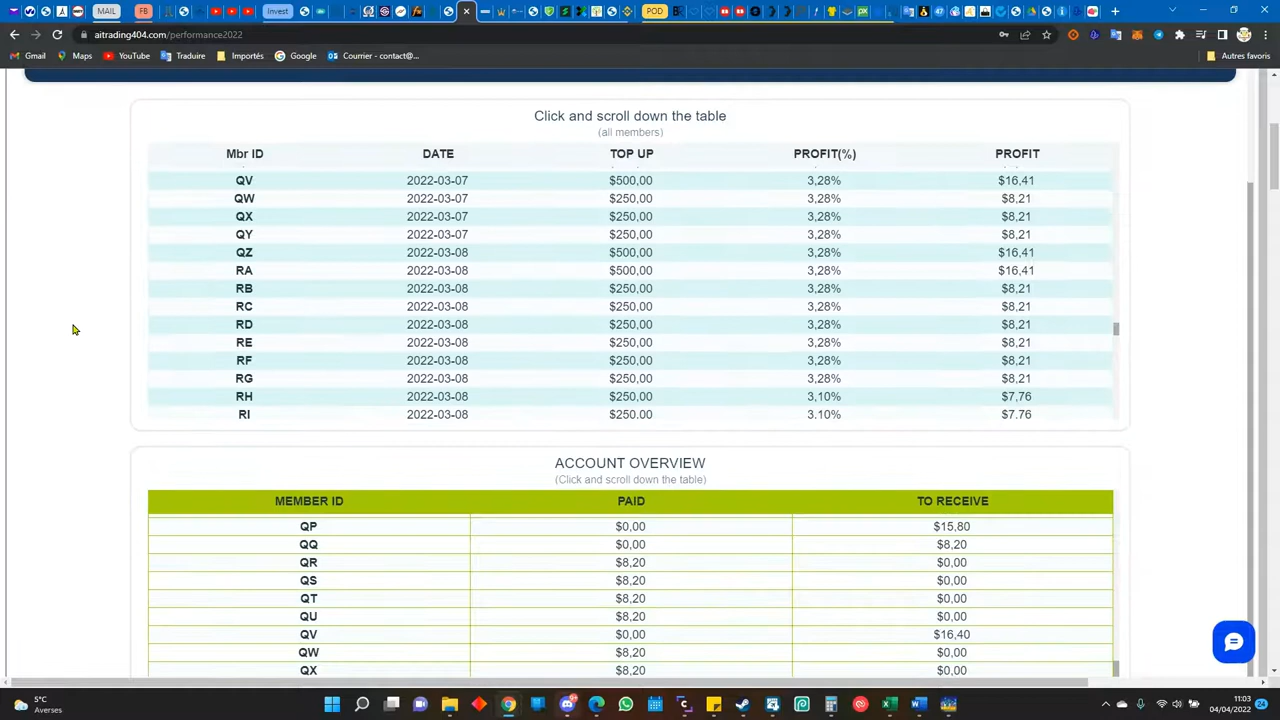 MAIL
FB
Invest
POD
aitrading404.com/performance2022
Gmail
Maps
YouTube
Traduire
Importés
Google
Courrier - contact@...
Autres favoris
Click and scroll down the table
(all members)
Mbr ID DATE TOP UP PROFIT(%) PROFIT
QV 2022-03-07 $500,00 3,28% $16,41
QW 2022-03-07 $250,00 3,28% $8,21
QX 2022-03-07 $250,00 3,28% $8,21
QY 2022-03-07 $250,00 3,28% $8,21
QZ 2022-03-08 $500,00 3,28% $16,41
RA 2022-03-08 $500,00 3,28% $16,41
RB 2022-03-08 $250,00 3,28% $8,21
RC 2022-03-08 $250,00 3,28% $8,21
RD 2022-03-08 $250,00 3,28% $8,21
RE 2022-03-08 $250,00 3,28% $8,21
RF 2022-03-08 $250,00 3,28% $8,21
RG 2022-03-08 $250,00 3,28% $8,21
RH 2022-03-08 $250,00 3,10% $7,76
RI 2022-03-08 $250,00 3,10% $7,76
ACCOUNT OVERVIEW
(Click and scroll down the table)
MEMBER ID PAID TO RECEIVE
QP $0,00 $15,80
QQ $0,00 $8,20
QR $8,20 $0,00
QS $8,20 $0,00
QT $8,20 $0,00
QU $8,20 $0,00
QV $0,00 $16,40
QW $8,20 $0,00
QX $8,20 $0,00
5°C
Averses
11:03
04/04/2022